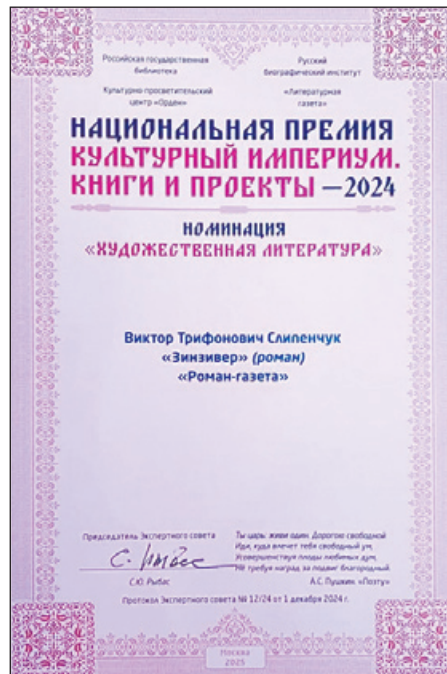 Российская государственная
библиотека
Русский
биографический институт
Культурно-просветительский
центр «Орден»
«Литературная
газета»
НАЦИОНАЛЬНАЯ ПРЕМИЯ
КУЛЬТУРНЫЙ ИМПЕРИУМ.
КНИГИ И ПРОЕКТЫ —2024
НОМИНАЦИЯ
«ХУДОЖЕСТВЕННАЯ ЛИТЕРАТУРА»
Виктор Трифонович Слипенчук
«Зинзивер» (роман)
«Роман-газета»
Председатель Экспертного совета
С. Рыбас
С.Ю. Рыбас
Ты царь: живи один. Дорогою свободной
Иди, куда влечет тебя свободный ум,
Усовершенствуя плоды любимых дум,
Не требуя наград за подвиг благородный.
А.С. Пушкин. «Поэту»
Протокол Экспертного совета № 12/24 от 1 декабря 2024 г.
Москва
2025